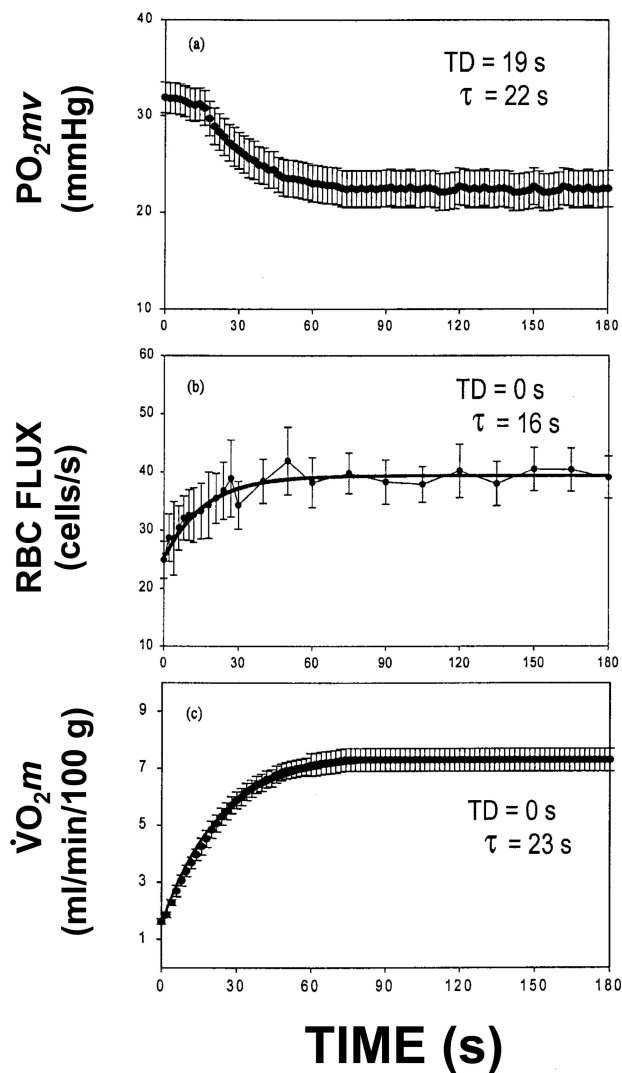 PO₂mv
(mmHg)
(a)
TD = 19 s
τ = 22 s
40
30
20
10
0 30 60 90 120 150 180
RBC FLUX
(cells/s)
(b)
TD = 0 s
τ = 16 s
60
50
40
30
20
10
0 30 60 90 120 150 180
V̇O₂m
(ml/min/100 g)
(c)
TD = 0 s
τ = 23 s
9
7
5
3
1
0 30 60 90 120 150 180
TIME (s)